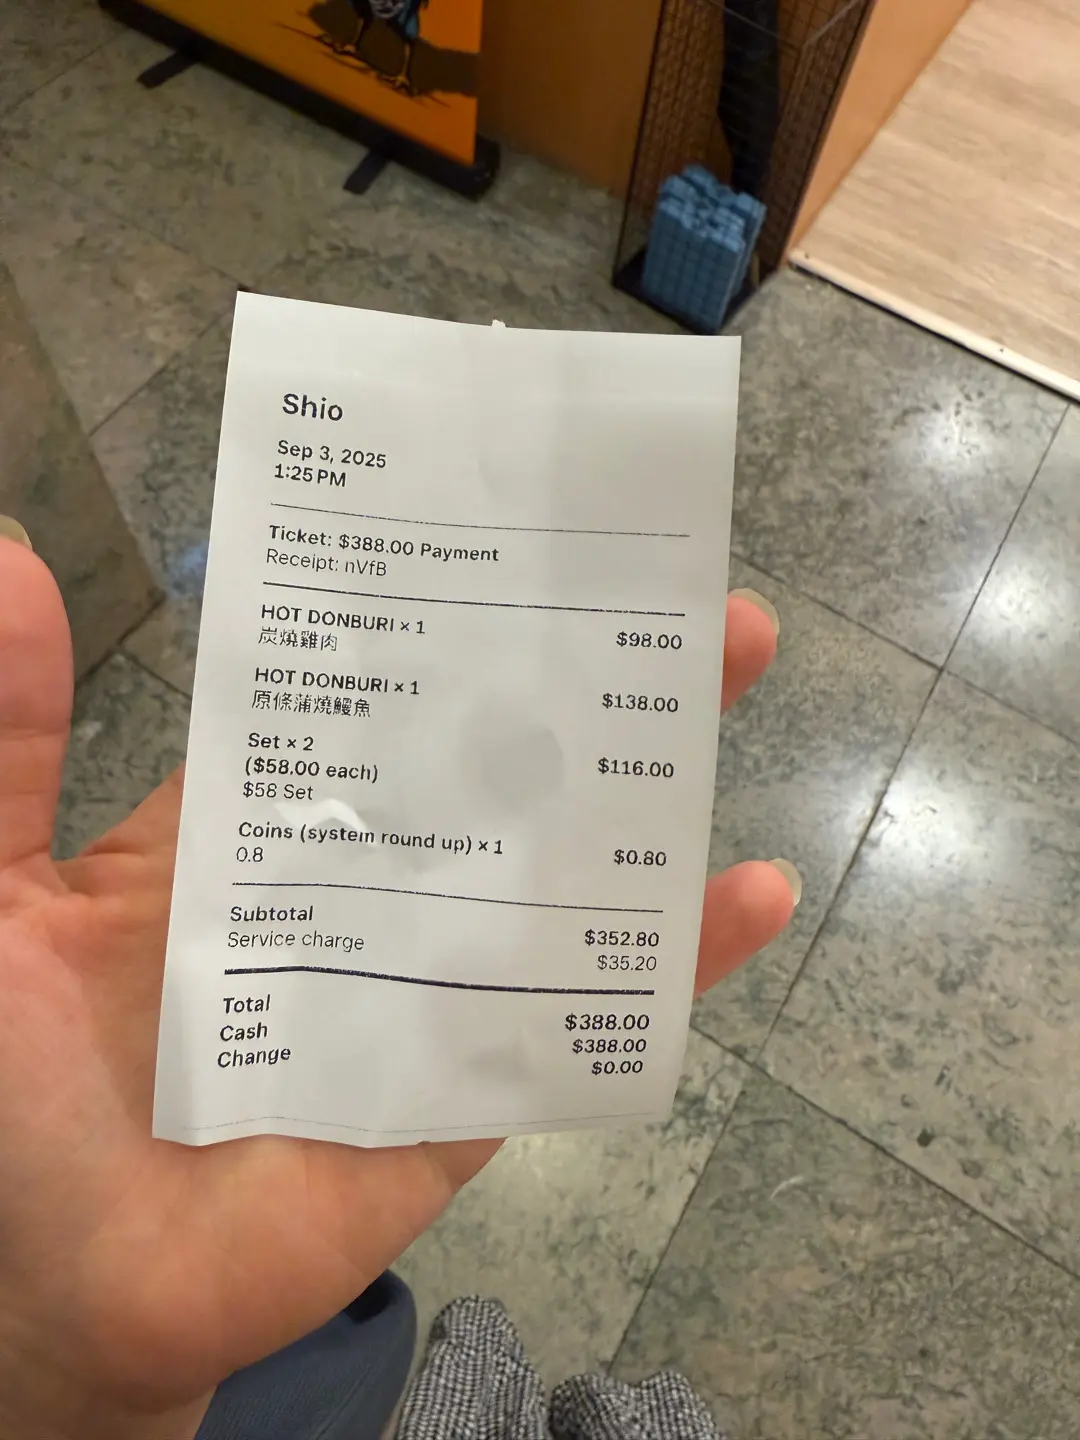 Shio
Sep 3, 2025
1:25 PM
Ticket: $388.00 Payment
Receipt: nVfB
HOT DONBURI × 1 $98.00
炭燒雞肉
HOT DONBURI × 1 $138.00
原條蒲燒鰻魚
Set × 2 $116.00
($58.00 each)
$58 Set
Coins (system round up) × 1 $0.80
0.8
Subtotal $352.80
Service charge $35.20
Total $388.00
Cash $388.00
Change $0.00